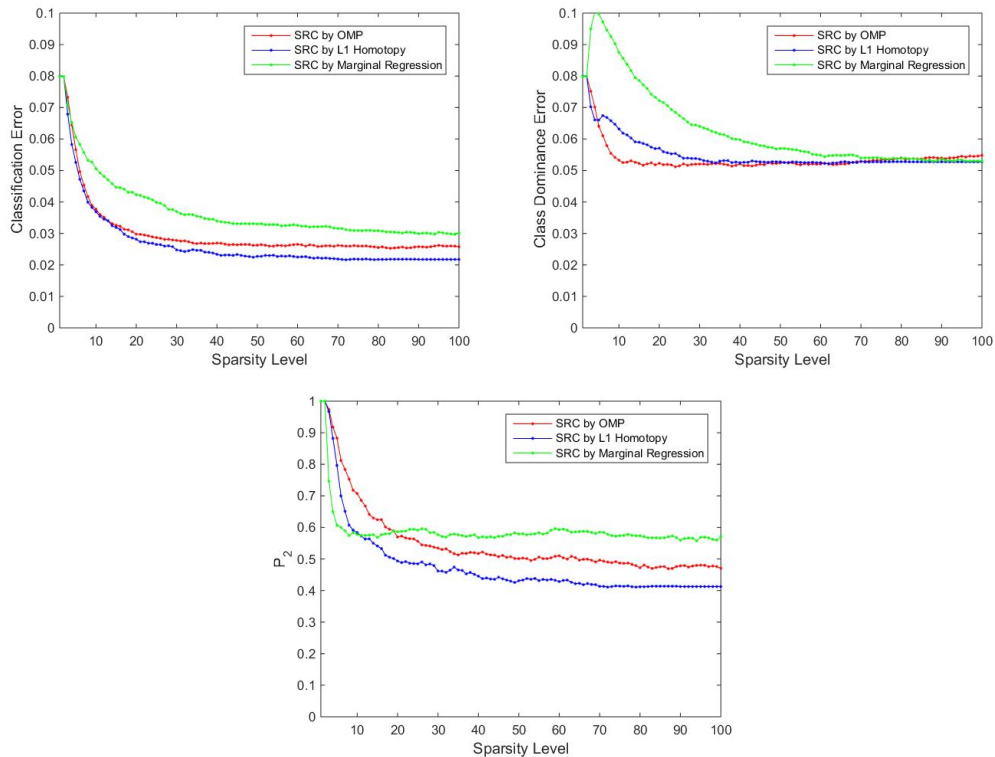 0.1
0.09
0.08
0.07
0.06
0.05
0.04
0.03
0.02
0.01
0
Classification Error
10 20 30 40 50 60 70 80 90 100
Sparsity Level
SRC by OMP
SRC by L1 Homotopy
SRC by Marginal Regression
0.1
0.09
0.08
0.07
0.06
0.05
0.04
0.03
0.02
0.01
0
Class Dominance Error
10 20 30 40 50 60 70 80 90 100
Sparsity Level
SRC by OMP
SRC by L1 Homotopy
SRC by Marginal Regression
1
0.9
0.8
0.7
0.6
0.5
0.4
0.3
0.2
0.1
0
P2
10 20 30 40 50 60 70 80 90 100
Sparsity Level
SRC by OMP
SRC by L1 Homotopy
SRC by Marginal Regression